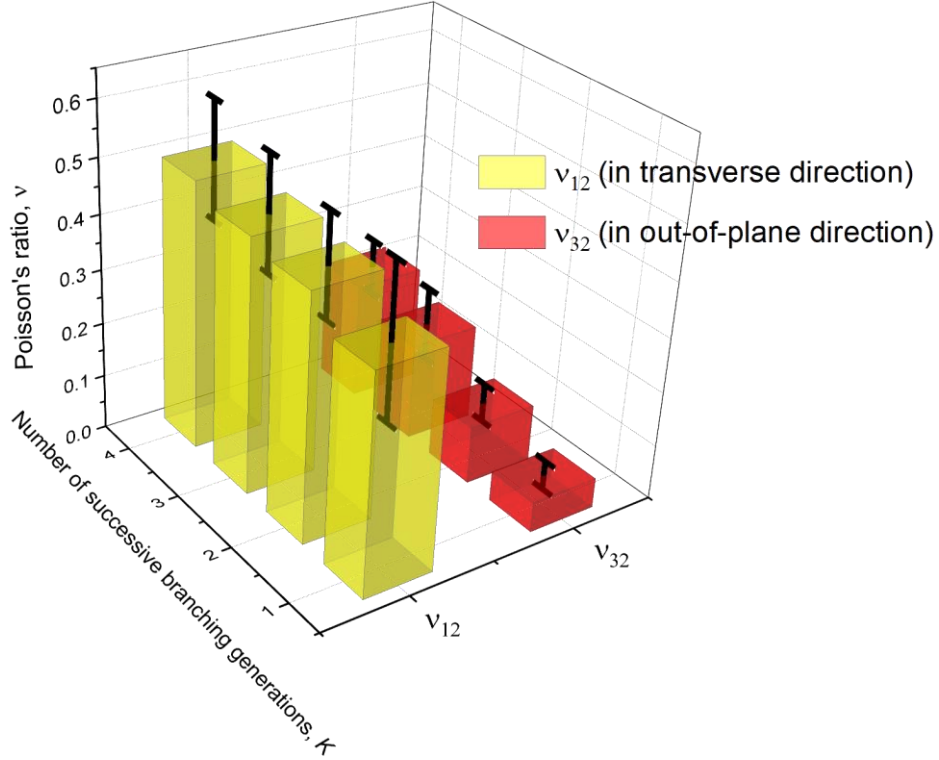 0.6
0.5
0.4
0.3
0.2
0.1
0.0
Poisson's ratio, ν
ν₁₂ (in transverse direction)
ν₃₂ (in out-of-plane direction)
4
3
2
1
Number of successive branching generations, K
ν₁₂
ν₃₂